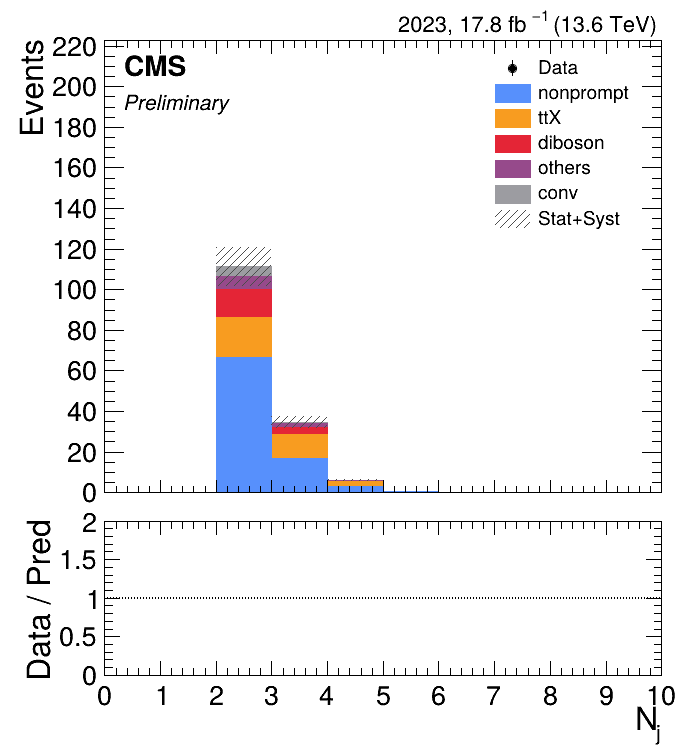 2023, 17.8 fb⁻¹ (13.6 TeV)
CMS
Preliminary
Data
nonprompt
ttX
diboson
others
conv
Stat+Syst
Events
220
200
180
160
140
120
100
80
60
40
20
0
Data / Pred
2
1.5
1
0.5
0
0 1 2 3 4 5 6 7 8 9 10
N_j